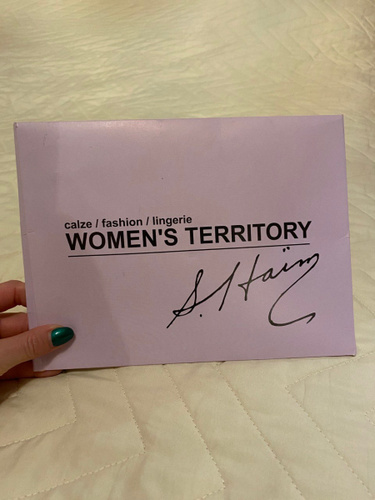 calze / fashion / lingerie
WOMEN'S TERRITORY
S. Haïm